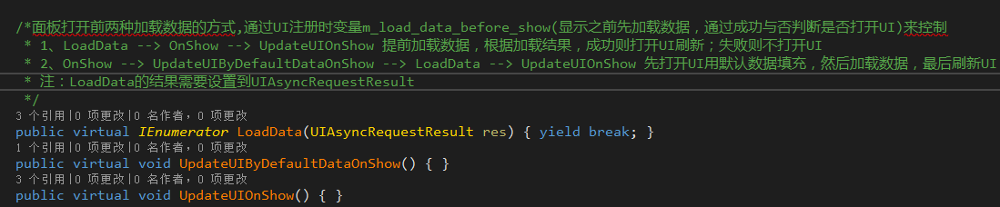 /*面板打开前两种加载数据的方式,通过UI注册时变量m_load_data_before_show(显示之前先加载数据，通过成功与否判断是否打开UI)来控制
* 1、LoadData --> OnShow --> UpdateUIOnShow 提前加载数据，根据加载结果，成功则打开UI刷新；失败则不打开UI
* 2、OnShow --> UpdateUIByDefaultDataOnShow --> LoadData --> UpdateUIOnShow 先打开UI用默认数据填充，然后加载数据，最后刷新UI
* 注：LoadData的结果需要设置到UIAsyncRequestResult
*/
3 个引用|0 项更改|0 名作者，0 项更改
public virtual IEnumerator LoadData(UIAsyncRequestResult res) { yield break; }
1 个引用|0 项更改|0 名作者，0 项更改
public virtual void UpdateUIByDefaultDataOnShow() { }
3 个引用|0 项更改|0 名作者，0 项更改
public virtual void UpdateUIOnShow() { }